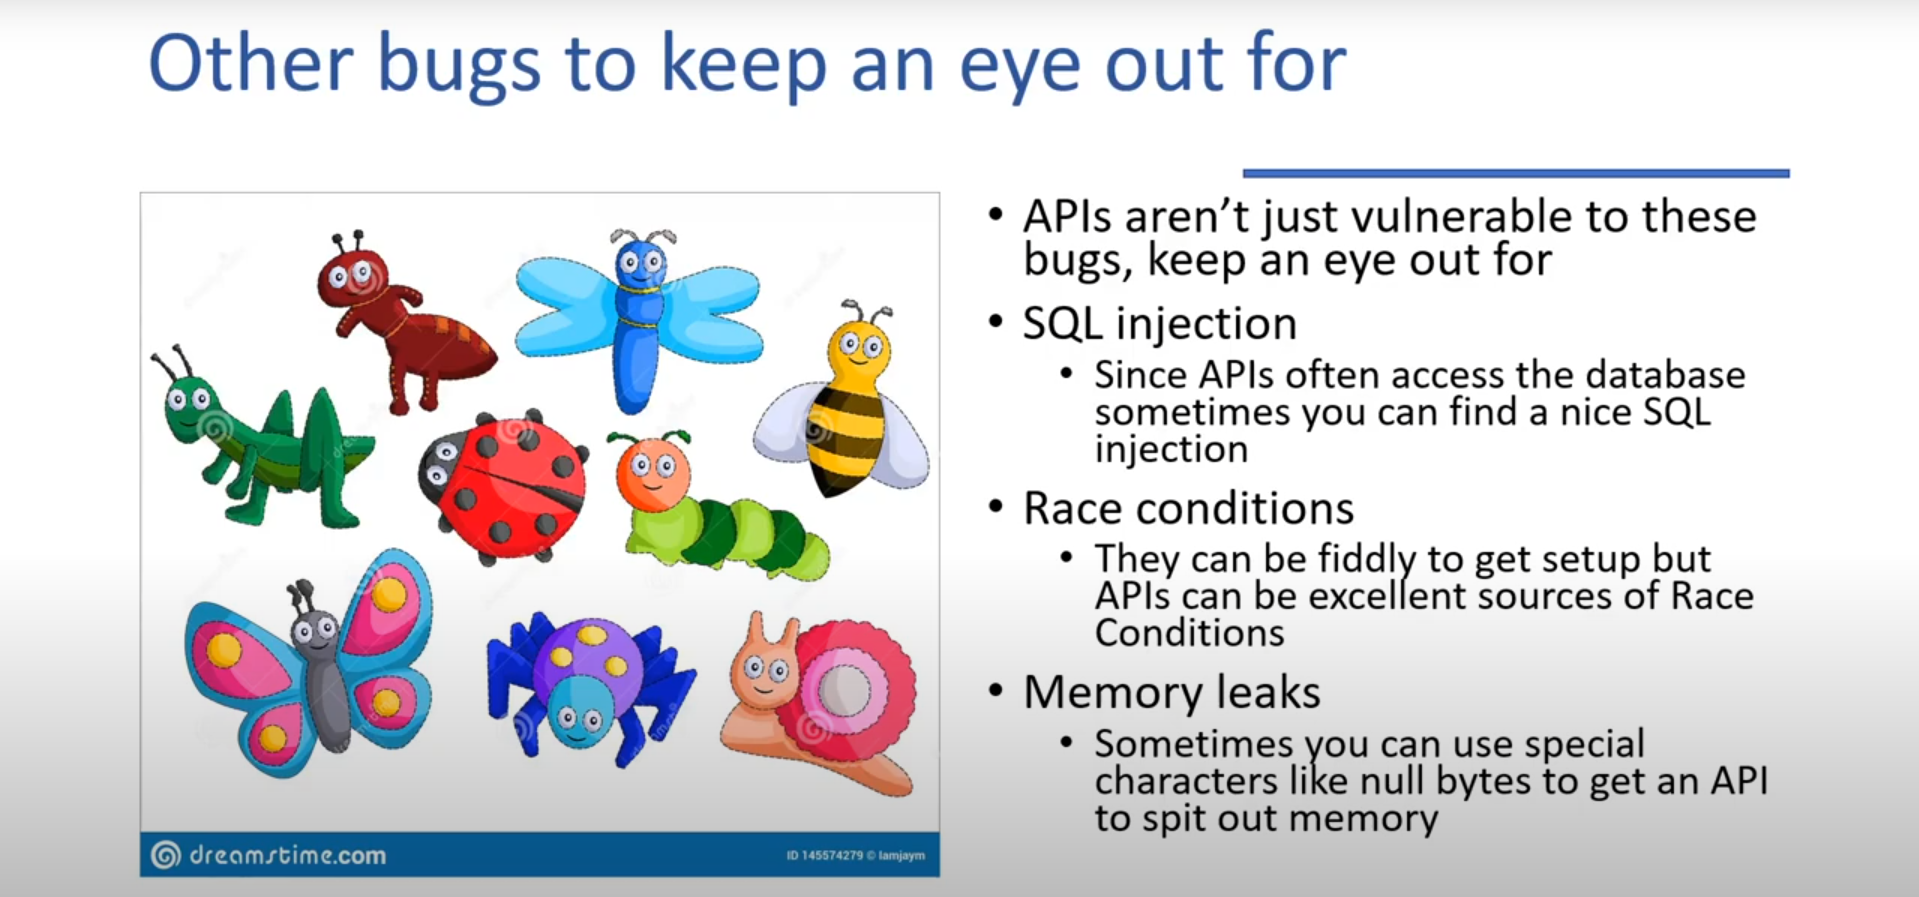 Other bugs to keep an eye out for
• APIs aren’t just vulnerable to these
bugs, keep an eye out for
• SQL injection
• Since APIs often access the database
sometimes you can find a nice SQL
injection
• Race conditions
• They can be fiddly to get setup but
APIs can be excellent sources of Race
Conditions
• Memory leaks
• Sometimes you can use special
characters like null bytes to get an API
to spit out memory
dreamstime.com
ID 145574279 © Iamjaym